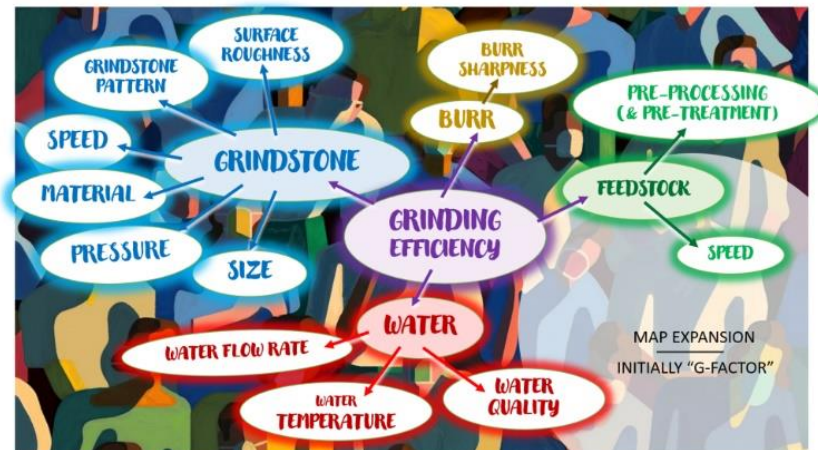 SURFACE
ROUGHNESS
GRINDSTONE
PATTERN
SPEED
GRINDSTONE
MATERIAL
PRESSURE
SIZE
BURR
SHARPNESS
BURR
PRE-PROCESSING
(& PRE-TREATMENT)
FEEDSTOCK
SPEED
GRINDING
EFFICIENCY
WATER
WATER FLOW RATE
WATER
TEMPERATURE
WATER
QUALITY
MAP EXPANSION
INITIALLY “G-FACTOR”